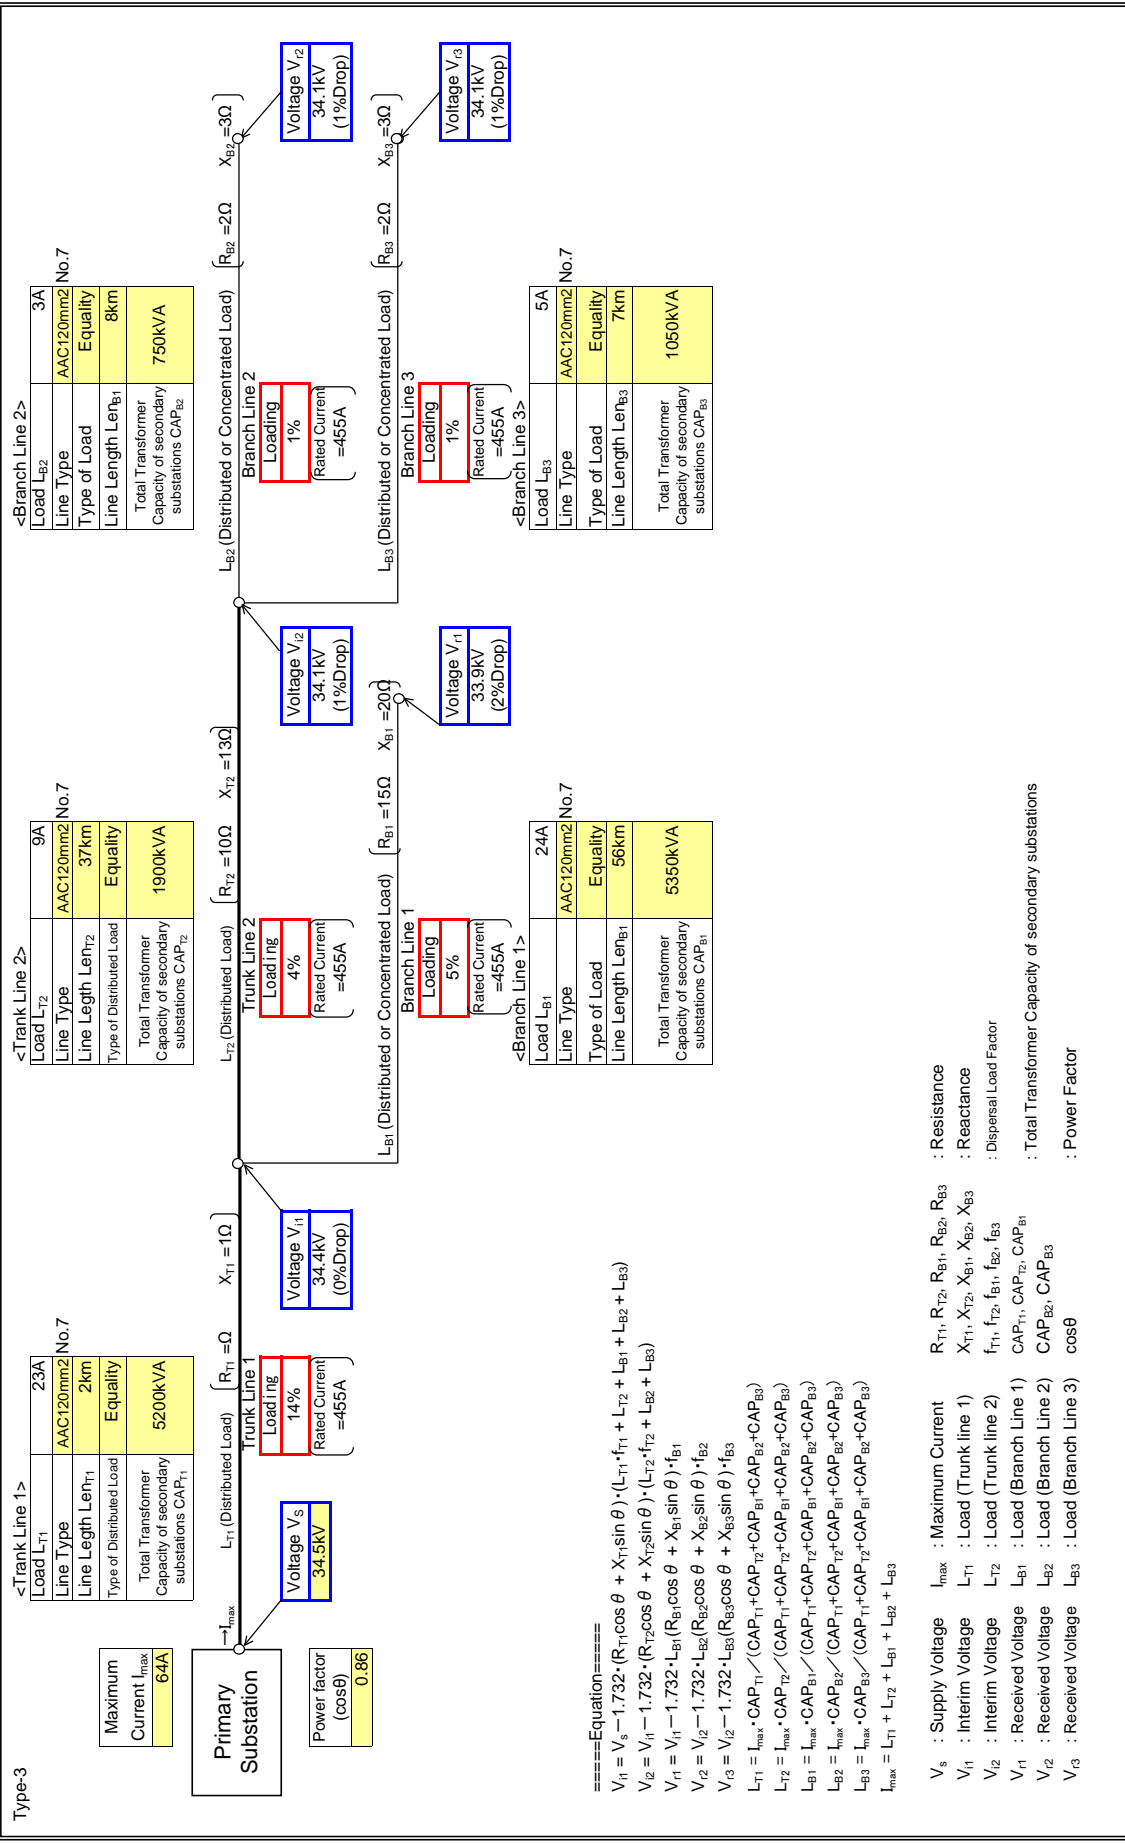 Type-3
Maximum
Current Imax
64A
Primary
Substation
Power factor
(cosθ)
0.86
<Trank Line 1>
Load LT1 23A
Line Type AAC120mm2 No.7
Line Legth LenT1 2km
Type of Distributed Load Equality
Total Transformer
Capacity of secondary
substations CAPT1
5200kVA
→Imax
LT1 (Distributed Load)
RT1 =Ω XT1 =1Ω
Trunk Line 1
Loading
14%
Rated Current
=455A
Voltage VS
34.5kV
Voltage Vi1
34.4kV
(0%Drop)
<Trank Line 2>
Load LT2 9A
Line Type AAC120mm2 No.7
Line Legth LenT2 37km
Type of Distributed Load Equality
Total Transformer
Capacity of secondary
substations CAPT2
1900kVA
LT2 (Distributed Load)
RT2 =10Ω XT2 =13Ω
Trunk Line 2
Loading
4%
Rated Current
=455A
Voltage Vi2
34.1kV
(1%Drop)
LB1 (Distributed or Concentrated Load)
RB1 =15Ω XB1 =20Ω
Branch Line 1
Loading
5%
Rated Current
=455A
Voltage Vr1
33.9kV
(2%Drop)
<Branch Line 1>
Load LB1 24A
Line Type AAC120mm2 No.7
Type of Load Equality
Line Length LenB1 56km
Total Transformer
Capacity of secondary
substations CAPB1
5350kVA
<Branch Line 2>
Load LB2 3A
Line Type AAC120mm2 No.7
Type of Load Equality
Line Length LenB1 8km
Total Transformer
Capacity of secondary
substations CAPB2
750kVA
LB2 (Distributed or Concentrated Load)
RB2 =2Ω XB2 =3Ω
Branch Line 2
Loading
1%
Rated Current
=455A
Voltage Vr2
34.1kV
(1%Drop)
LB3 (Distributed or Concentrated Load)
RB3 =2Ω XB3 =3Ω
Branch Line 3
Loading
1%
Rated Current
=455A
Voltage Vr3
34.1kV
(1%Drop)
<Branch Line 3>
Load LB3 5A
Line Type AAC120mm2 No.7
Type of Load Equality
Line Length LenB3 7km
Total Transformer
Capacity of secondary
substations CAPB3
1050kVA
=====Equation=====
Vi1 = Vs－1.732・(RT1cos θ + XT1sin θ)・(LT1・fT1 + LT2 + LB1 + LB2 + LB3)
Vi2 = Vi1－1.732・(RT2cos θ + XT2sin θ)・(LT2・fT2 + LB2 + LB3)
Vr1 = Vi1－1.732・LB1(RB1cos θ + XB1sin θ)・fB1
Vr2 = Vi2－1.732・LB2(RB2cos θ + XB2sin θ)・fB2
Vr3 = Vi2－1.732・LB3(RB3cos θ + XB3sin θ)・fB3
LT1 = Imax・CAPT1／(CAPT1+CAPT2+CAPB1+CAPB2+CAPB3)
LT2 = Imax・CAPT2／(CAPT1+CAPT2+CAPB1+CAPB2+CAPB3)
LB1 = Imax・CAPB1／(CAPT1+CAPT2+CAPB1+CAPB2+CAPB3)
LB2 = Imax・CAPB2／(CAPT1+CAPT2+CAPB1+CAPB2+CAPB3)
LB3 = Imax・CAPB3／(CAPT1+CAPT2+CAPB1+CAPB2+CAPB3)
Imax = LT1 + LT2 + LB1 + LB2 + LB3
Vs : Supply Voltage Imax : Maximum Current RT1, RT2, RB1, RB2, RB3 : Resistance
Vi1 : Interim Voltage LT1 : Load (Trunk line 1) XT1, XT2, XB1, XB2, XB3 : Reactance
Vi2 : Interim Voltage LT2 : Load (Trunk line 2) fT1, fT2, fB1, fB2, fB3 : Dispersal Load Factor
Vr1 : Received Voltage LB1 : Load (Branch Line 1) CAPT1, CAPT2, CAPB1 : Total Transformer Capacity of secondary substations
Vr2 : Received Voltage LB2 : Load (Branch Line 2) CAPB2, CAPB3
Vr3 : Received Voltage LB3 : Load (Branch Line 3) cosθ : Power Factor